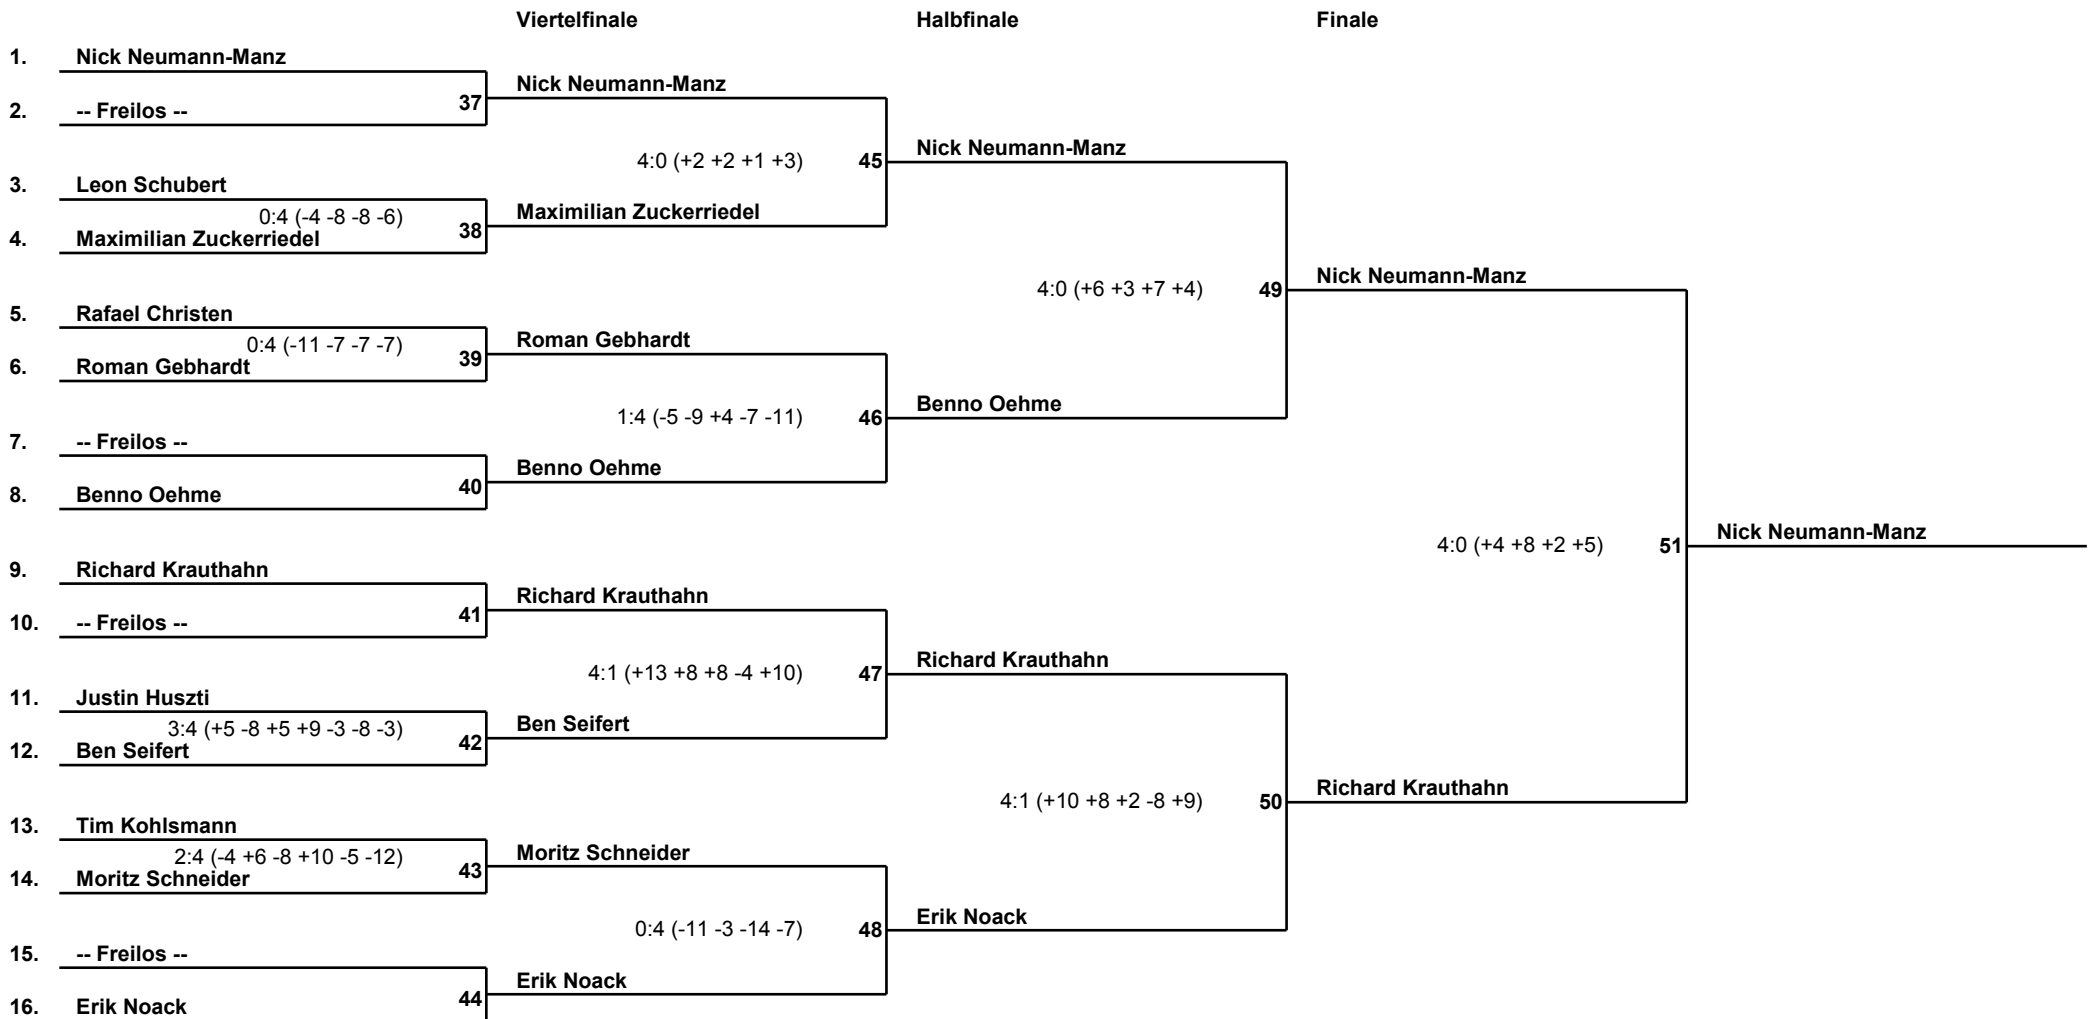 Viertelfinale Halbfinale Finale
1. Nick Neumann-Manz
Nick Neumann-Manz
37
2. -- Freilos --
Nick Neumann-Manz
4:0 (+2 +2 +1 +3) 45
3. Leon Schubert
Maximilian Zuckerriedel
0:4 (-4 -8 -8 -6)
38
4. Maximilian Zuckerriedel
Nick Neumann-Manz
4:0 (+6 +3 +7 +4) 49
5. Rafael Christen
Roman Gebhardt
0:4 (-11 -7 -7 -7)
39
6. Roman Gebhardt
Benno Oehme
1:4 (-5 -9 +4 -7 -11) 46
7. -- Freilos --
Benno Oehme
40
8. Benno Oehme
Nick Neumann-Manz
4:0 (+4 +8 +2 +5) 51
9. Richard Krauthahn
Richard Krauthahn
41
10. -- Freilos --
Richard Krauthahn
4:1 (+13 +8 +8 -4 +10) 47
11. Justin Huszti
Ben Seifert
3:4 (+5 -8 +5 +9 -3 -8 -3)
42
12. Ben Seifert
Richard Krauthahn
4:1 (+10 +8 +2 -8 +9) 50
13. Tim Kohlsmann
Moritz Schneider
2:4 (-4 +6 -8 +10 -5 -12)
43
14. Moritz Schneider
Erik Noack
0:4 (-11 -3 -14 -7) 48
15. -- Freilos --
Erik Noack
44
16. Erik Noack